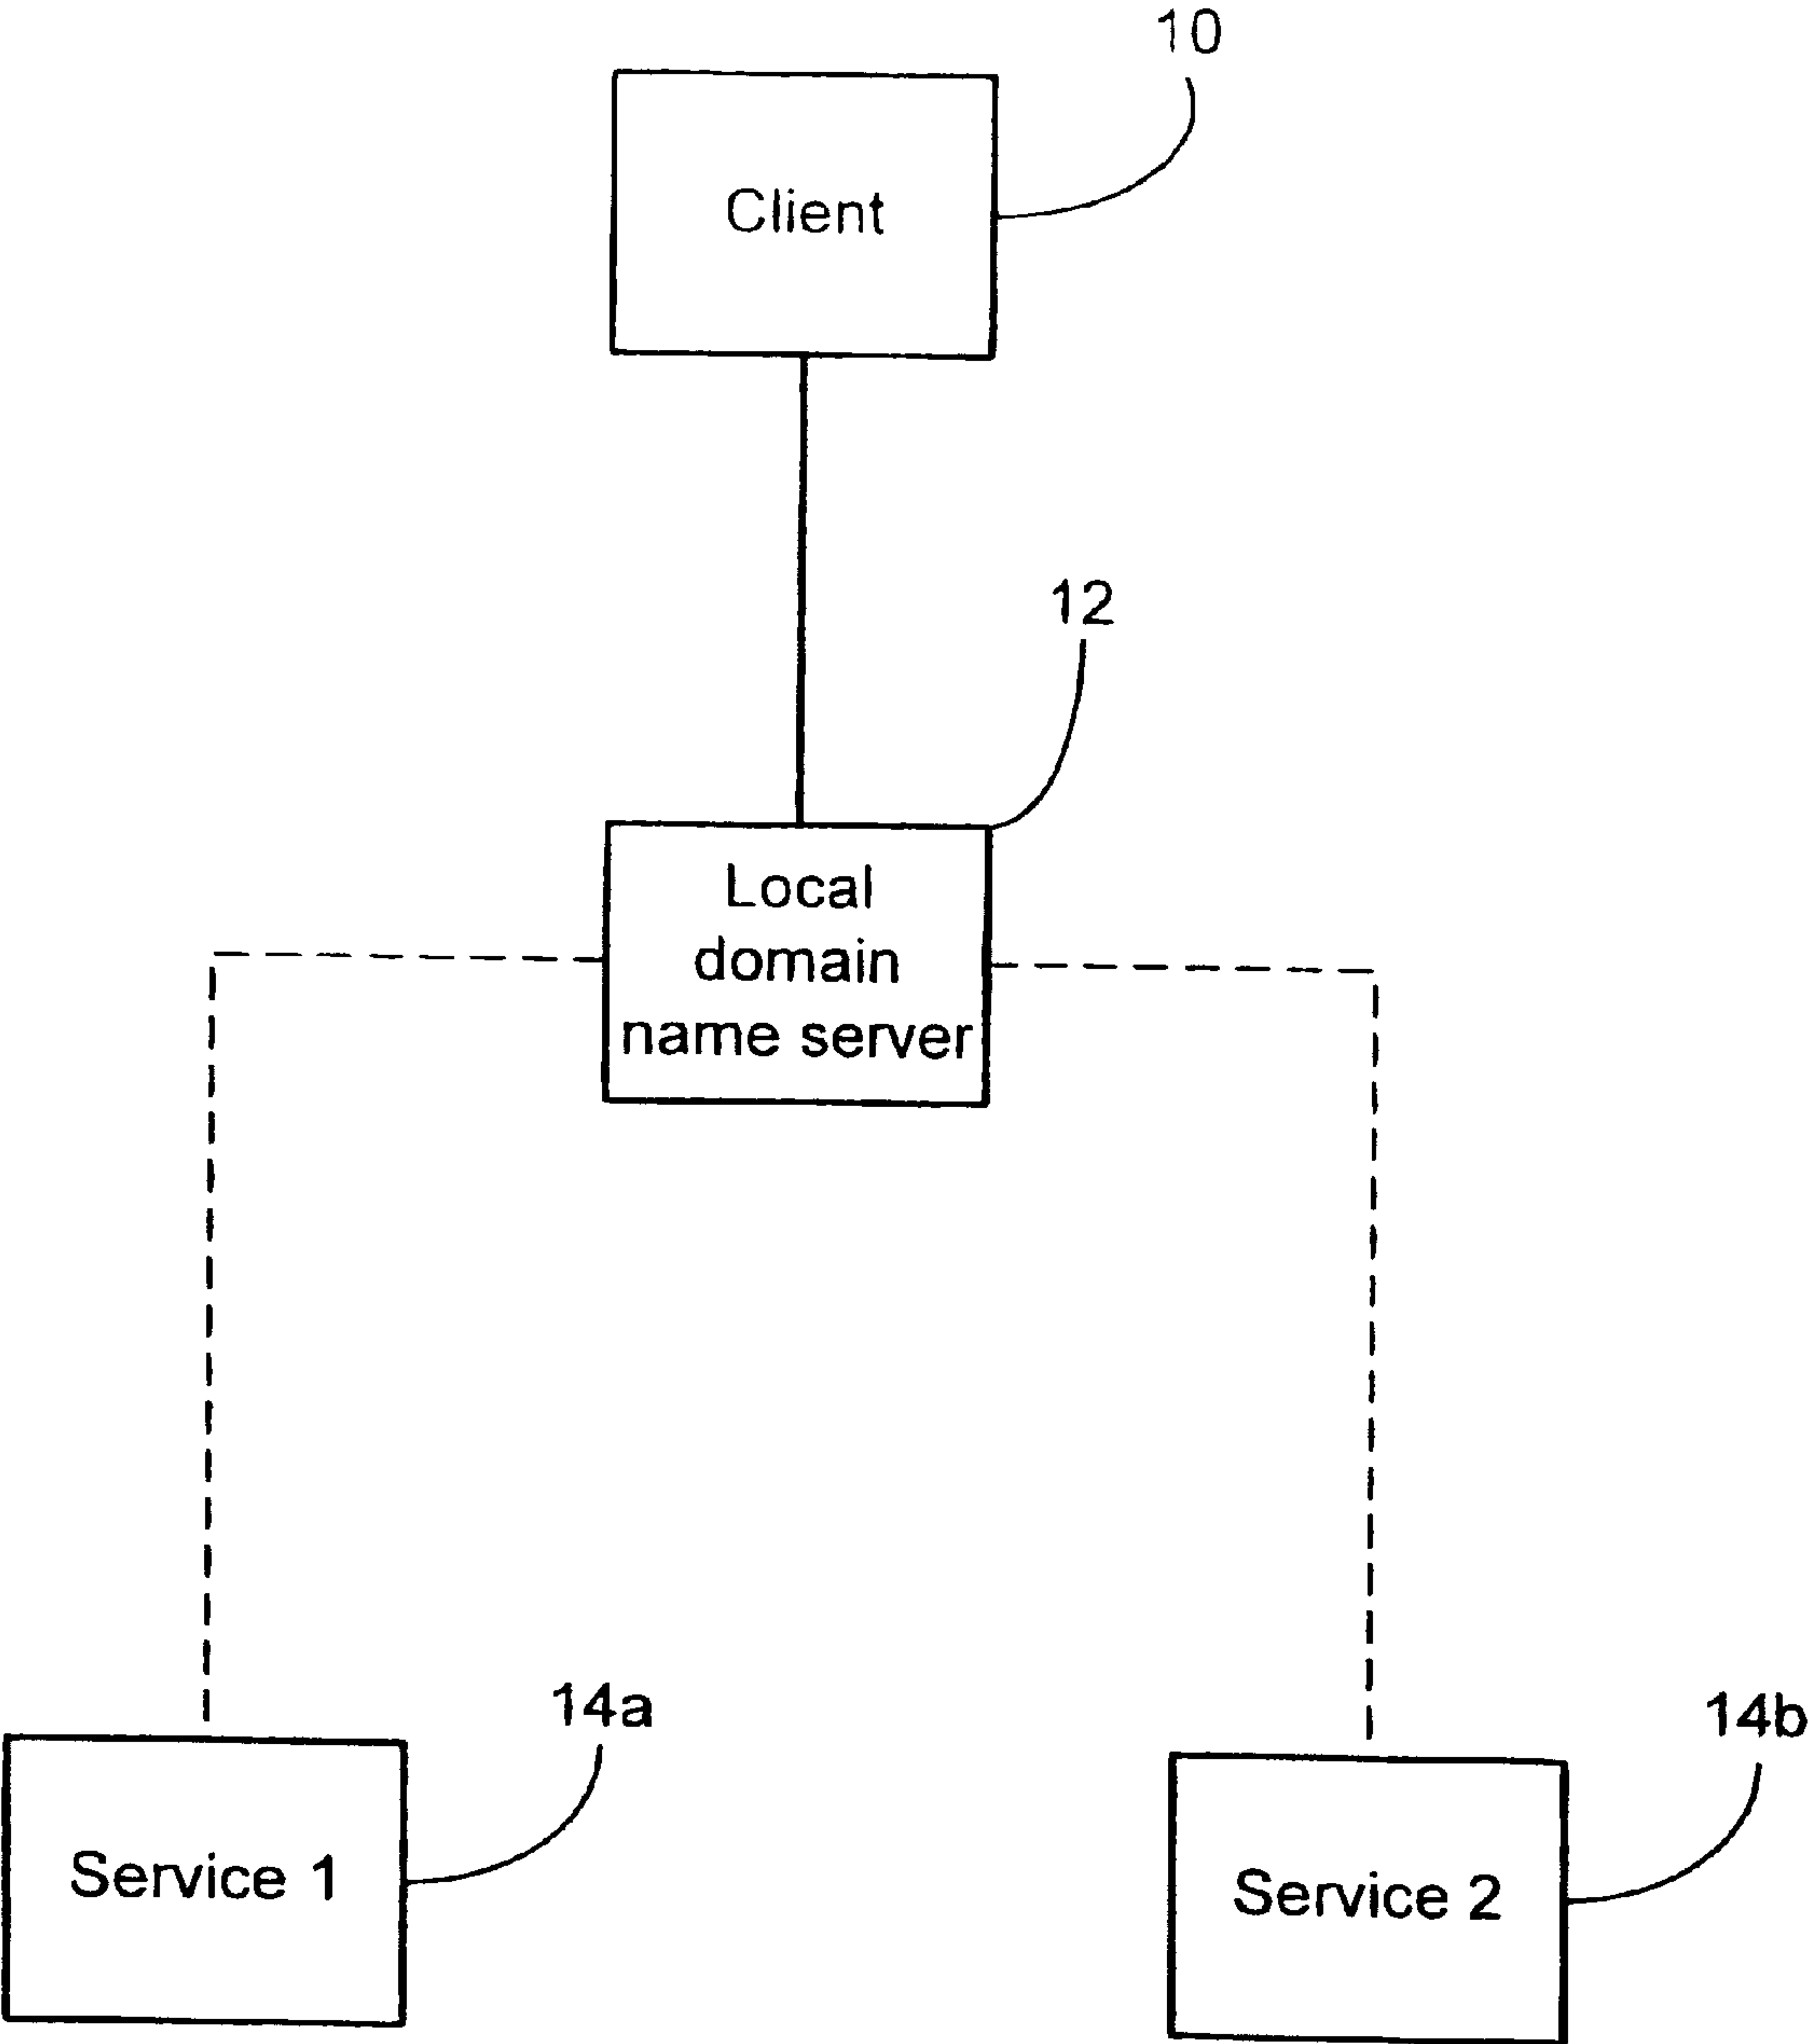 10
Client
12
Local
domain
name server
14a
14b
Service 1
Service 2